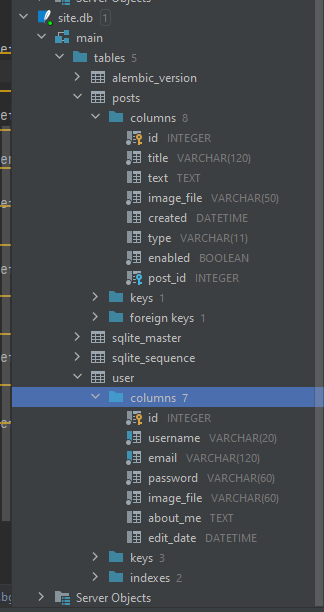 Server Objects
site.db 1
main
tables 5
alembic_version
posts
columns 8
id INTEGER
title VARCHAR(120)
text TEXT
image_file VARCHAR(50)
created DATETIME
type VARCHAR(11)
enabled BOOLEAN
post_id INTEGER
keys 1
foreign keys 1
sqlite_master
sqlite_sequence
user
columns 7
id INTEGER
username VARCHAR(20)
email VARCHAR(120)
password VARCHAR(60)
image_file VARCHAR(60)
about_me TEXT
edit_date DATETIME
keys 3
indexes 2
Server Objects